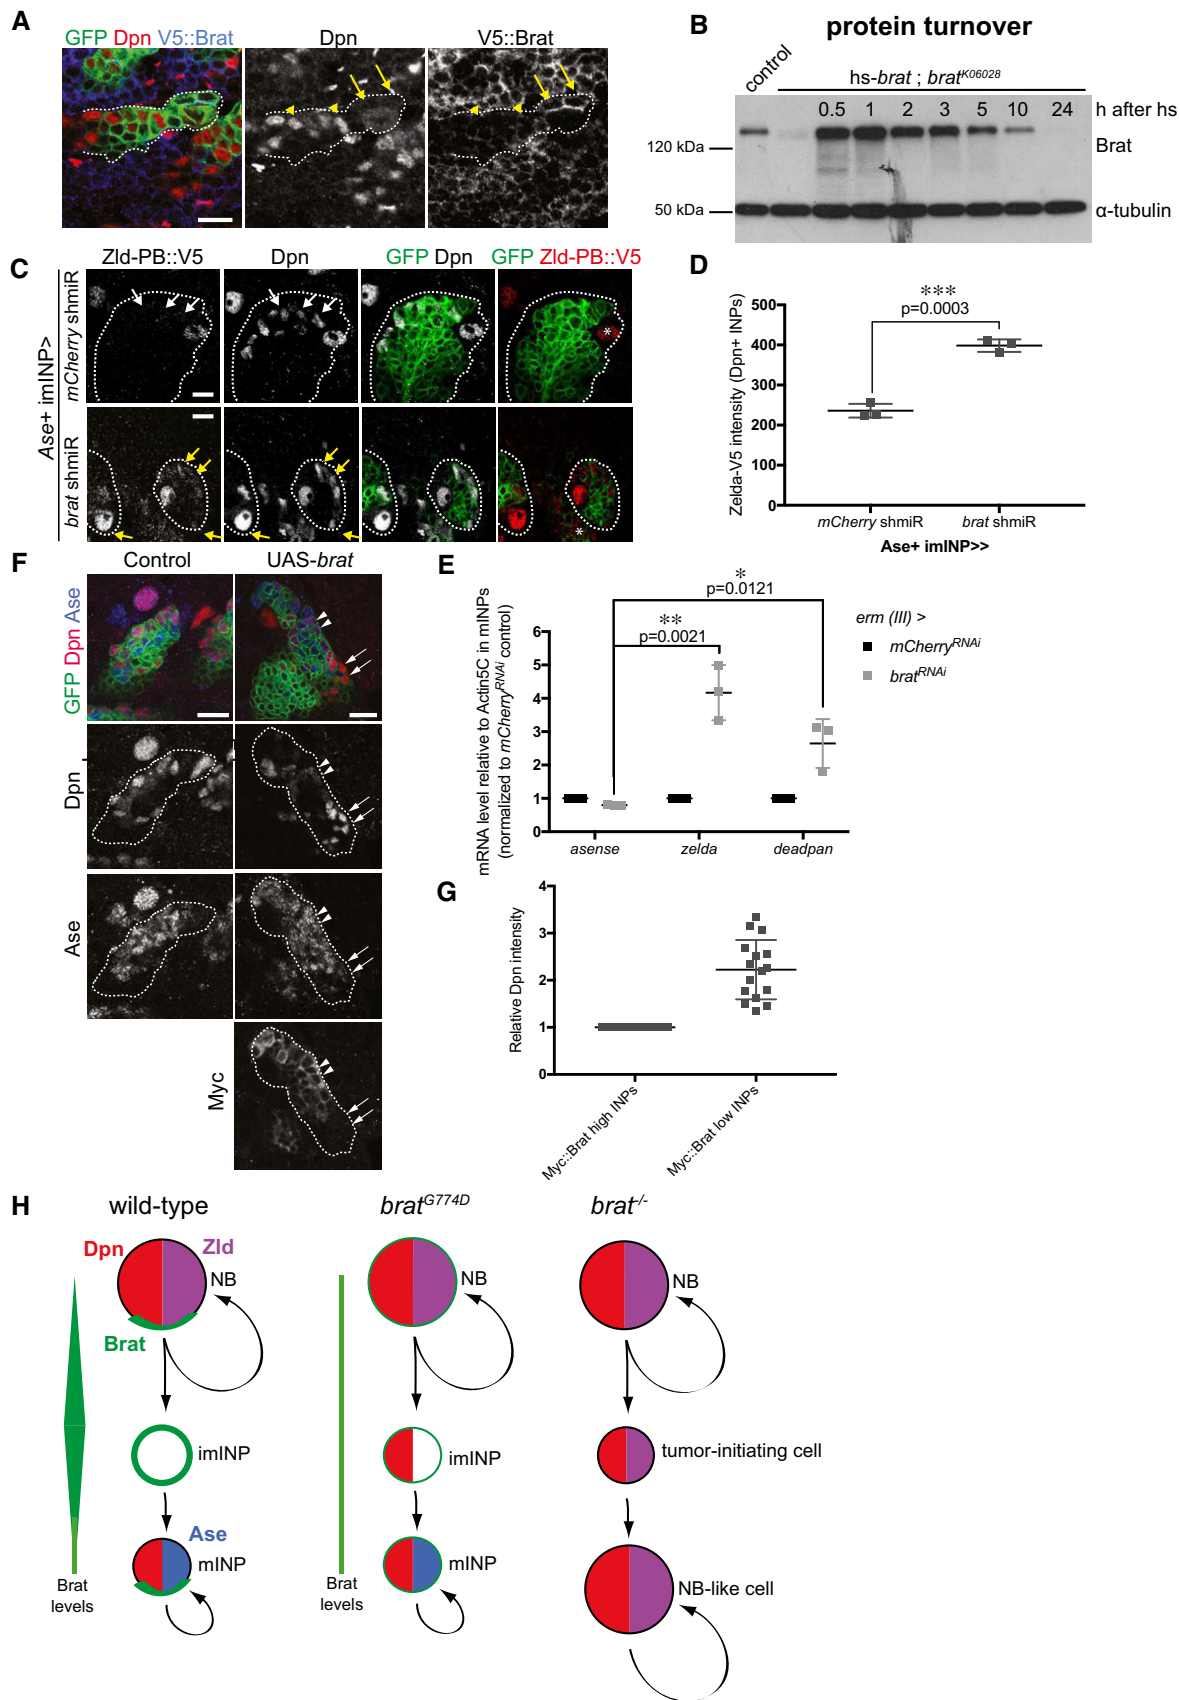 A
GFP Dpn V5::Brat
Dpn
V5::Brat
B
protein turnover
control
hs-brat ; brat^K06028
0.5 1 2 3 5 10 24 h after hs
120 kDa
Brat
50 kDa
α-tubulin
C
Zld-PB::V5
Dpn
GFP Dpn
GFP Zld-PB::V5
Ase+ imINP>
mCherry shmiR
brat shmiR
*
*
D
Zelda-V5 intensity (Dpn+ INPs)
500
400
300
200
100
0
***
p=0.0003
mCherry shmiR
brat shmiR
Ase+ imINP>>
E
mRNA level relative to Actin5C in mINPs
(normalized to mCherry^RNAi control)
6
5
4
3
2
1
0
*
p=0.0121
**
p=0.0021
asense
zelda
deadpan
erm (III) >
mCherry^RNAi
brat^RNAi
F
Control
UAS-brat
GFP Dpn Ase
Dpn
Ase
Myc
G
Relative Dpn intensity
4
3
2
1
0
Myc::Brat high INPs
Myc::Brat low INPs
H
wild-type
brat^G774D
brat^-/-
Dpn
Zld
NB
Brat
imINP
Ase
mINP
Brat
levels
NB
imINP
mINP
Brat
levels
NB
tumor-initiating cell
NB-like cell